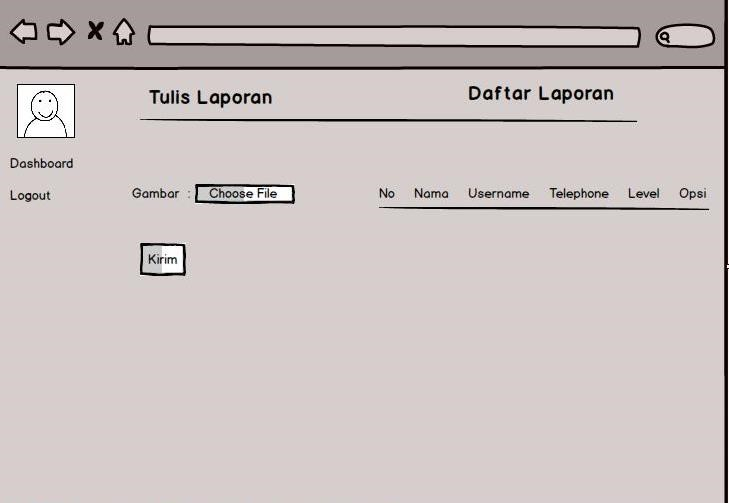 Tulis Laporan
Daftar Laporan
Dashboard
Logout
Gambar : Choose File
No Nama Username Telephone Level Opsi
Kirim